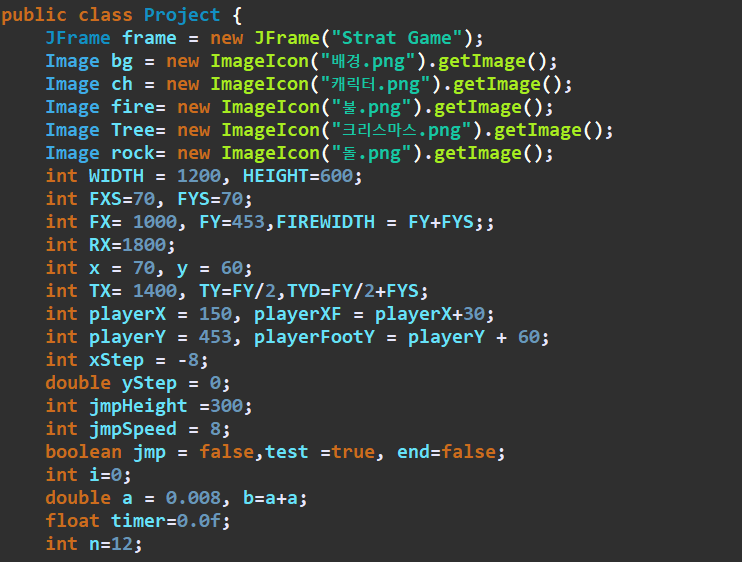 public class Project {
    JFrame frame = new JFrame("Strat Game");
    Image bg = new ImageIcon("배경.png").getImage();
    Image ch = new ImageIcon("캐릭터.png").getImage();
    Image fire= new ImageIcon("불.png").getImage();
    Image Tree= new ImageIcon("크리스마스.png").getImage();
    Image rock= new ImageIcon("돌.png").getImage();
    int WIDTH = 1200, HEIGHT=600;
    int FXS=70, FYS=70;
    int FX= 1000, FY=453,FIREWIDTH = FY+FYS;;
    int RX=1800;
    int x = 70, y = 60;
    int TX= 1400, TY=FY/2,TYD=FY/2+FYS;
    int playerX = 150, playerXF = playerX+30;
    int playerY = 453, playerFootY = playerY + 60;
    int xStep = -8;
    double yStep = 0;
    int jmpHeight =300;
    int jmpSpeed = 8;
    boolean jmp = false,test =true, end=false;
    int i=0;
    double a = 0.008, b=a+a;
    float timer=0.0f;
    int n=12;